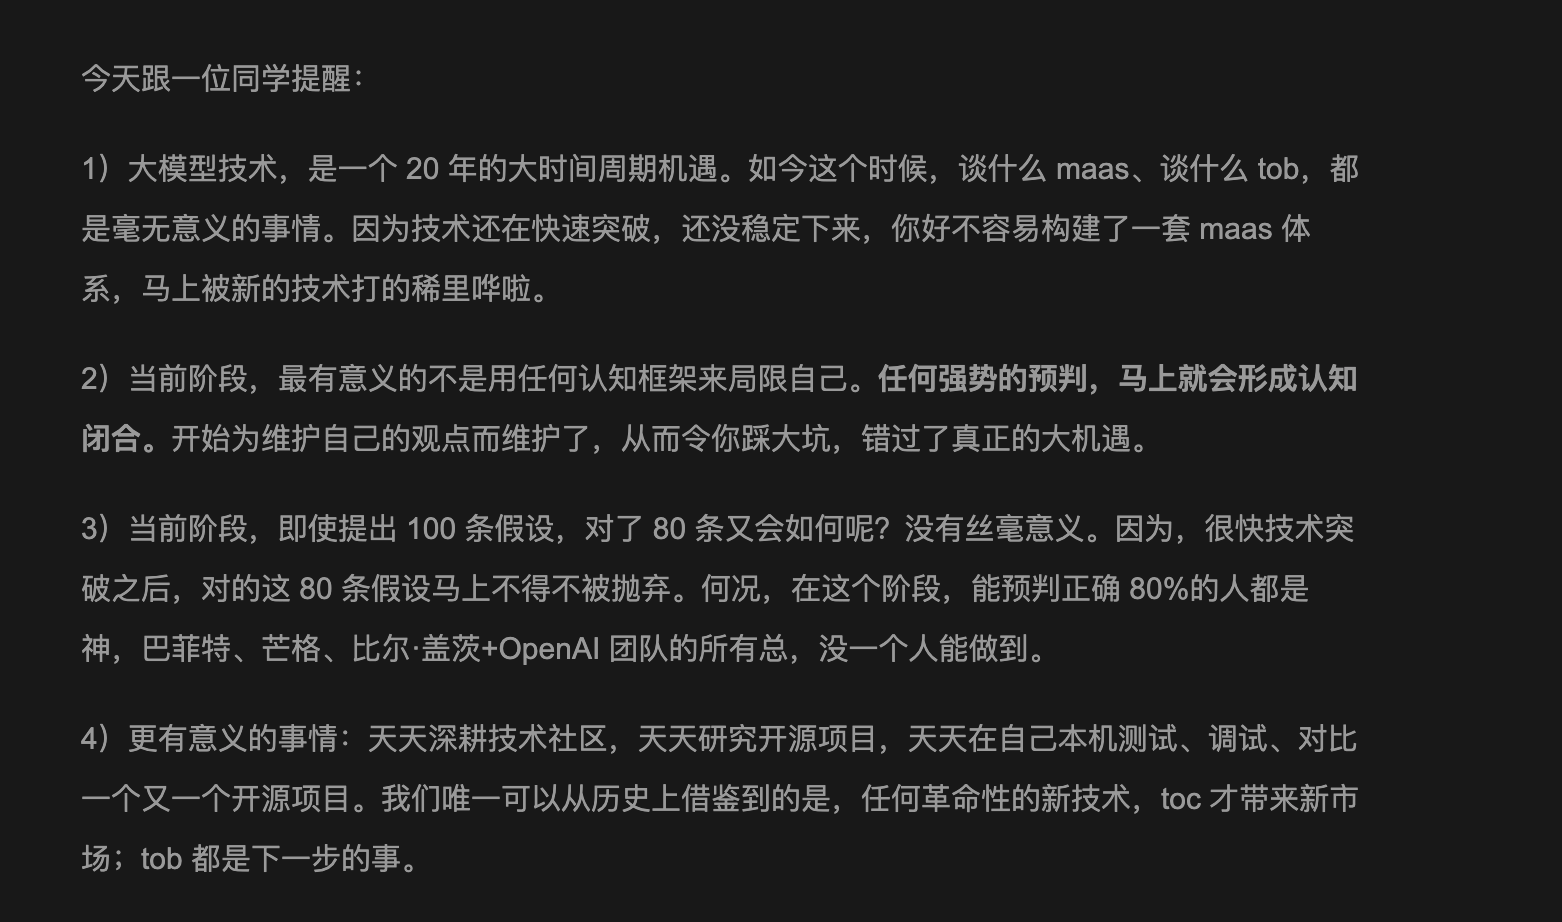 今天跟一位同学提醒：
1）大模型技术，是一个 20 年的大时间周期机遇。如今这个时候，谈什么 maas、谈什么 tob，都
是毫无意义的事情。因为技术还在快速突破，还没稳定下来，你好不容易构建了一套 maas 体
系，马上被新的技术打的稀里哗啦。
2）当前阶段，最有意义的不是用任何认知框架来局限自己。任何强势的预判，马上就会形成认知
闭合。开始为维护自己的观点而维护了，从而令你踩大坑，错过了真正的大机遇。
3）当前阶段，即使提出 100 条假设，对了 80 条又会如何呢？没有丝毫意义。因为，很快技术突
破之后，对的这 80 条假设马上不得不被抛弃。何况，在这个阶段，能预判正确 80%的人都是
神，巴菲特、芒格、比尔·盖茨+OpenAI 团队的所有总，没一个人能做到。
4）更有意义的事情：天天深耕技术社区，天天研究开源项目，天天在自己本机测试、调试、对比
一个又一个开源项目。我们唯一可以从历史上借鉴到的是，任何革命性的新技术，toc 才带来新市
场；tob 都是下一步的事。